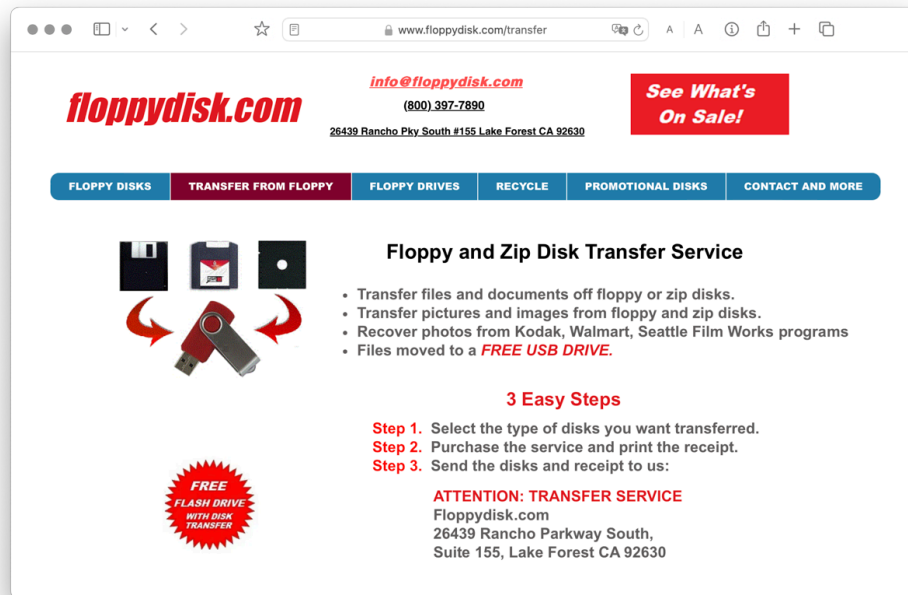 www.floppydisk.com/transfer
A A
floppydisk.com
info@floppydisk.com
(800) 397-7890
26439 Rancho Pky South #155 Lake Forest CA 92630
See What's
On Sale!
FLOPPY DISKS
TRANSFER FROM FLOPPY
FLOPPY DRIVES
RECYCLE
PROMOTIONAL DISKS
CONTACT AND MORE
Floppy and Zip Disk Transfer Service
• Transfer files and documents off floppy or zip disks.
• Transfer pictures and images from floppy and zip disks.
• Recover photos from Kodak, Walmart, Seattle Film Works programs
• Files moved to a FREE USB DRIVE.
3 Easy Steps
Step 1. Select the type of disks you want transferred.
Step 2. Purchase the service and print the receipt.
Step 3. Send the disks and receipt to us:
ATTENTION: TRANSFER SERVICE
Floppydisk.com
26439 Rancho Parkway South,
Suite 155, Lake Forest CA 92630
FREE
FLASH DRIVE
WITH DISK
TRANSFER